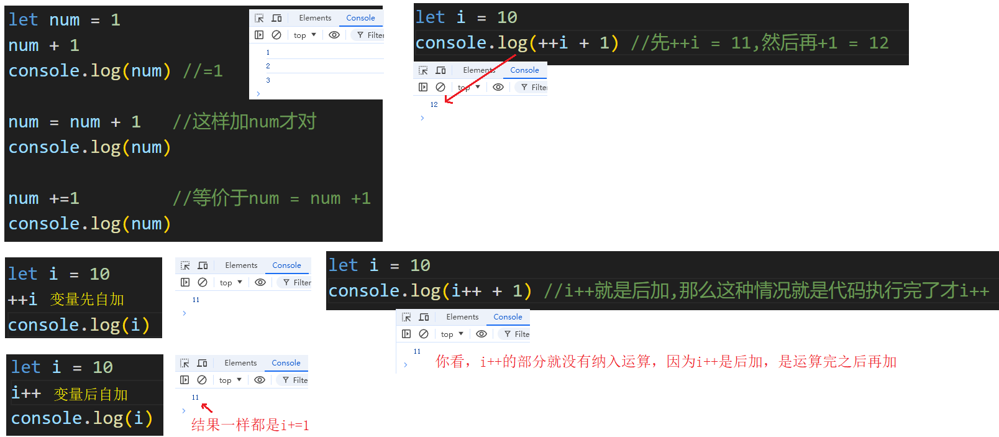 let num = 1
num + 1
console.log(num) //=1
num = num + 1 //这样加num才对
console.log(num)
num +=1 //等价于num = num +1
console.log(num)
Elements Console
top ▼ Filter
1
2
3
let i = 10
console.log(++i + 1) //先++i = 11,然后再+1 = 12
Elements Console
top ▼ Filte
12
let i = 10
++i 变量先自加
console.log(i)
Elements Console
top ▼ Filter
11
let i = 10
console.log(i++ + 1) //i++就是后加,那么这种情况就是代码执行完了才i++
Elements Console
top ▼ Filte
11
你看，i++的部分就没有纳入运算，因为i++是后加，是运算完之后再加
let i = 10
i++ 变量后自加
console.log(i)
Elements Console
top ▼ Filte
11
结果一样都是i+=1